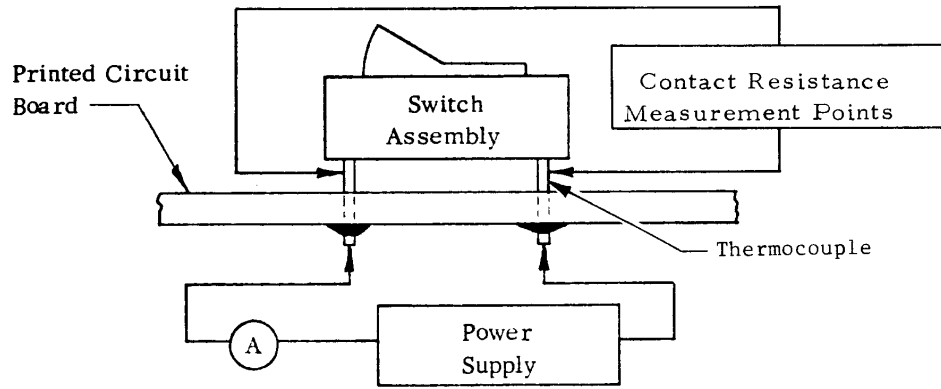 Printed Circuit
Board
Switch
Assembly
Contact Resistance
Measurement Points
Thermocouple
A
Power
Supply